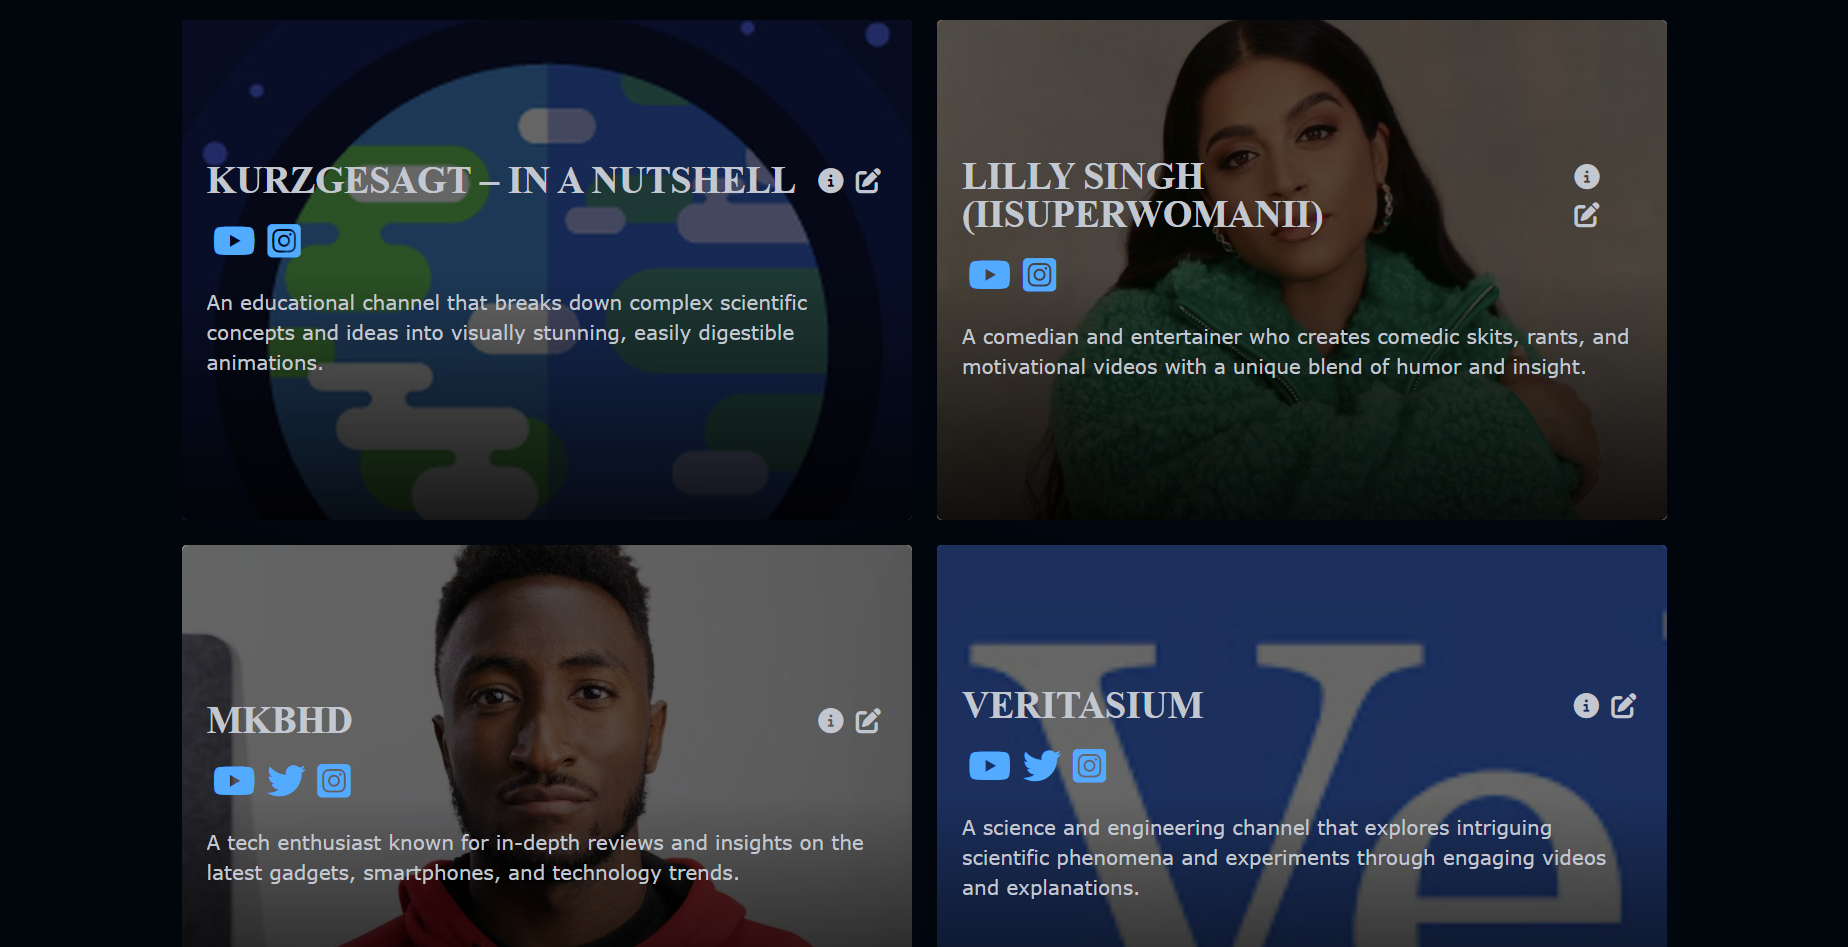 KURZGESAGT – IN A NUTSHELL
An educational channel that breaks down complex scientific
concepts and ideas into visually stunning, easily digestible
animations.
LILLY SINGH
(IISUPERWOMANII)
A comedian and entertainer who creates comedic skits, rants, and
motivational videos with a unique blend of humor and insight.
MKBHD
A tech enthusiast known for in-depth reviews and insights on the
latest gadgets, smartphones, and technology trends.
Ve
VERITASIUM
A science and engineering channel that explores intriguing
scientific phenomena and experiments through engaging videos
and explanations.